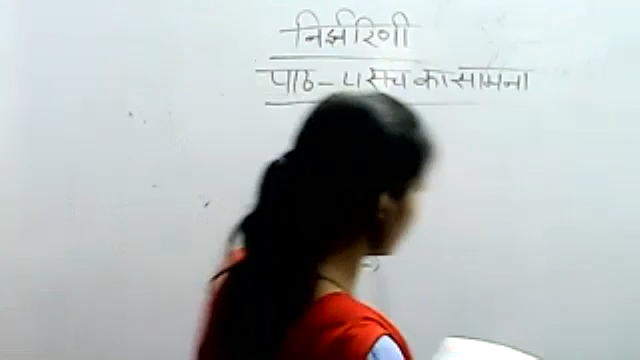 निर्झरिणी
पाठ - ५ सच का सामना